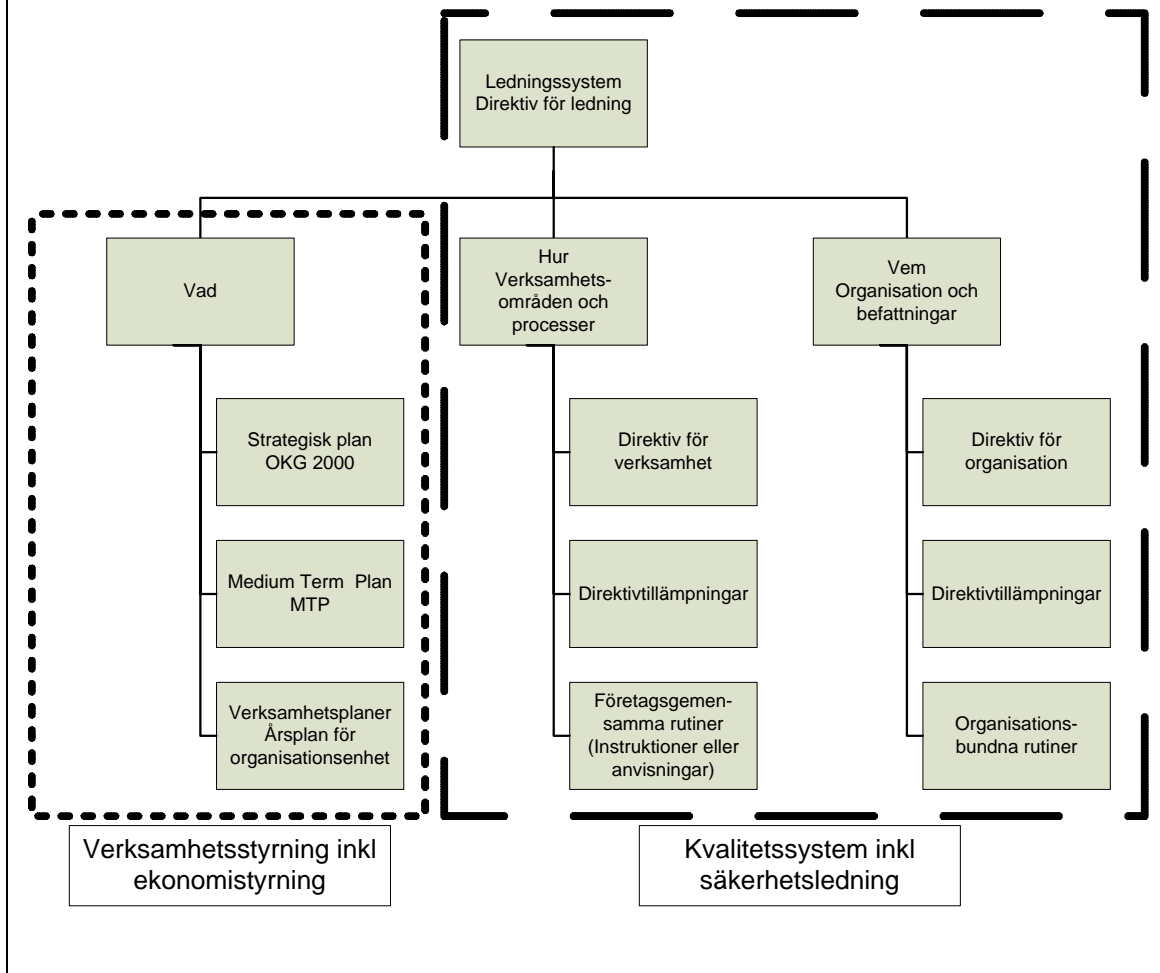 Ledningssystem
Direktiv för ledning
Vad
Hur
Verksamhets-
områden och
processer
Vem
Organisation och
befattningar
Strategisk plan
OKG 2000
Direktiv för
verksamhet
Direktiv för
organisation
Medium Term  Plan
MTP
Direktivtillämpningar
Direktivtillämpningar
Verksamhetsplaner
Årsplan för
organisationsenhet
Företagsgemen-
samma rutiner
(Instruktioner eller
anvisningar)
Organisations-
bundna rutiner
Verksamhetsstyrning inkl
ekonomistyrning
Kvalitetssystem inkl
säkerhetsledning